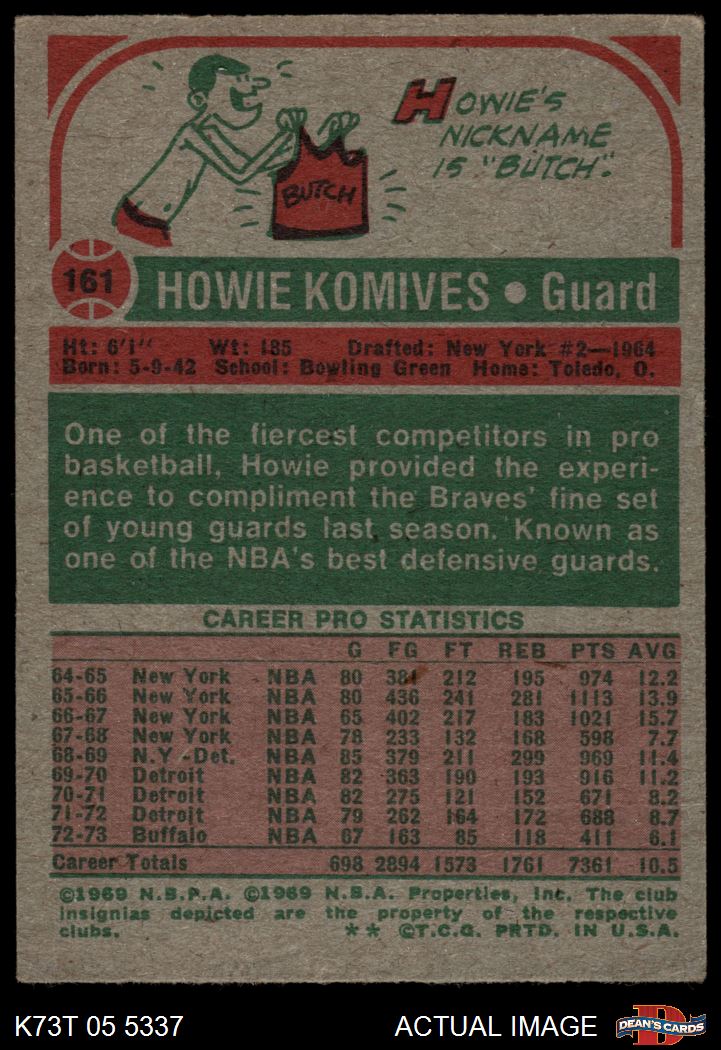 HOWIE'S
NICKNAME
IS "BUTCH".
BUTCH
161
HOWIE KOMIVES • Guard
Ht: 6'1" Wt: 185 Drafted: New York #2—1964
Born: 5-9-42 School: Bowling Green Home: Toledo, O.
One of the fiercest competitors in pro
basketball, Howie provided the experi-
ence to compliment the Braves' fine set
of young guards last season. Known as
one of the NBA's best defensive guards.
CAREER PRO STATISTICS
G FG FT REB PTS AVG
64-65 New York NBA 80 381 212 195 974 12.2
65-66 New York NBA 80 436 241 281 1113 13.9
66-67 New York NBA 65 402 217 183 1021 15.7
67-68 New York NBA 78 233 132 168 598 7.7
68-69 N.Y.-Det. NBA 85 379 211 299 969 11.4
69-70 Detroit NBA 82 363 190 193 916 11.2
70-71 Detroit NBA 82 275 121 152 671 8.2
71-72 Detroit NBA 79 262 164 172 688 8.7
72-73 Buffalo NBA 67 163 85 118 411 6.1
Career Totals 698 2894 1573 1761 7361 10.5
©1969 N.B.P.A. ©1969 N.B.A. Properties, Inc. The club
insignias depicted are the property of the respective
clubs. ** ©T.C.G. PRTD. IN U.S.A.
K73T 05 5337 ACTUAL IMAGE DEAN'S CARDS